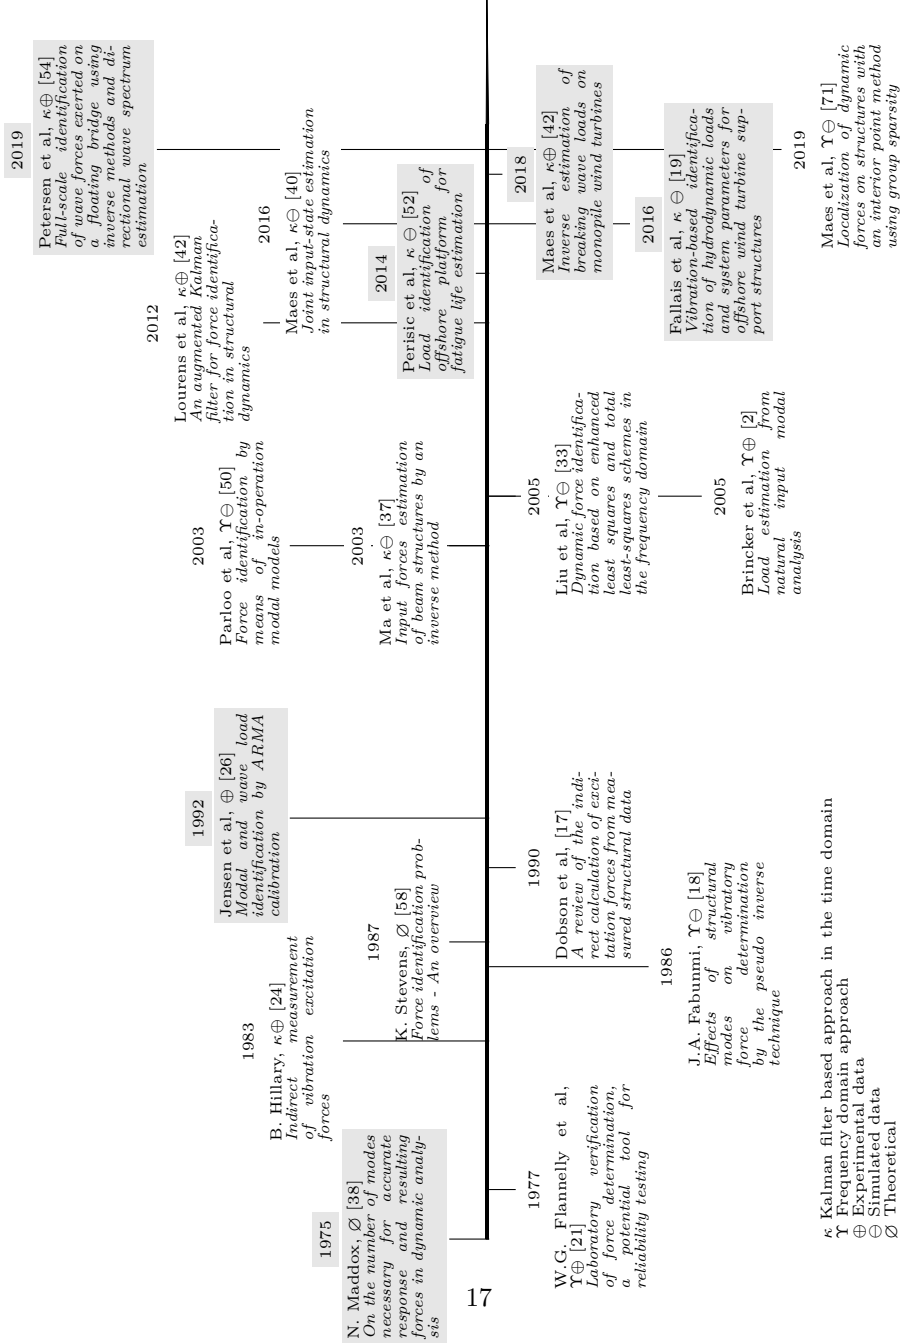 1975
N. Maddox, ∅ [38]
On the number of modes
necessary for accurate
response and resulting
forces in dynamic analy-
sis
1983
B. Hillary, κ⊕ [24]
Indirect measurement
of vibration excitation
forces
1987
K. Stevens, ∅ [58]
Force identification prob-
lems - An overview
1992
Jensen et al, ⊕ [26]
Modal and wave load
identification by ARMA
calibration
2003
Parloo et al, ϒ⊖ [50]
Force identification by
means of in-operation
modal models
2003
Ma et al, κ⊖ [37]
Input forces estimation
of beam structures by an
inverse method
2012
Lourens et al, κ⊕ [42]
An augmented Kalman
filter for force identifica-
tion in structural
dynamics
2016
Maes et al, κ⊖ [40]
Joint input-state estimation
in structural dynamics
2014
Perisic et al, κ ⊖ [52]
Load identification of
offshore platform for
fatigue life estimation
2019
Petersen et al, κ⊕ [54]
Full-scale identification
of wave forces exerted on
a floating bridge using
inverse methods and di-
rectional wave spectrum
estimation
1977
W.G. Flannelly et al,
ϒ⊕ [21]
Laboratory verification
of force determination,
a potential tool for
reliability testing
1986
J.A. Fabunni, ϒ⊖ [18]
Effects of structural
modes on vibratory
force determination
by the pseudo inverse
technique
1990
Dobson et al, [17]
A review of the indi-
rect calculation of exci-
tation forces from mea-
sured structural data
2005
Liu et al, ϒ⊖ [33]
Dynamic force identifica-
tion based on enhanced
least squares and total
least-squares schemes in
the frequency domain
2005
Brincker et al, ϒ⊕ [2]
Load estimation from
natural input modal
analysis
2018
Maes et al, κ⊕ [42]
Inverse estimation of
breaking wave loads on
monopile wind turbines
2016
Fallais et al, κ ⊖ [19]
Vibration-based identifica-
tion of hydrodynamic loads
and system parameters for
offshore wind turbine sup-
port structures
2019
Maes et al, ϒ⊖ [71]
Localization of dynamic
forces on structures with
an interior point method
using group sparsity
κ Kalman filter based approach in the time domain
ϒ Frequency domain approach
⊕ Experimental data
⊖ Simulated data
∅ Theoretical
17